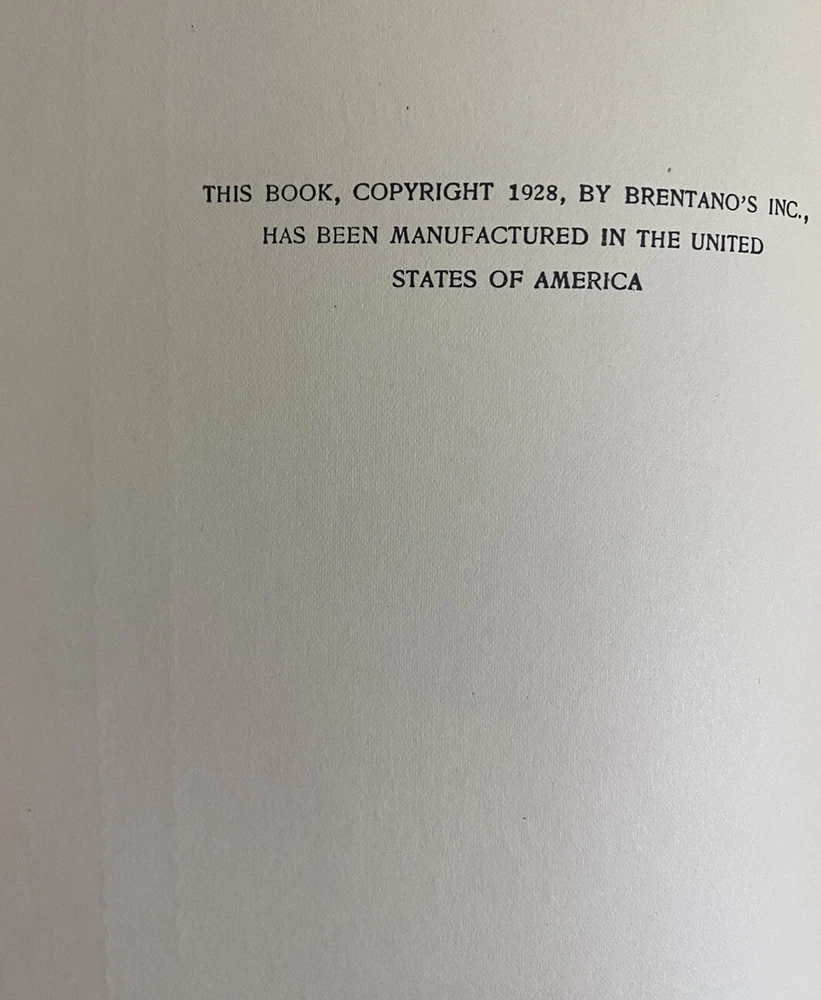 THIS BOOK, COPYRIGHT 1928, BY BRENTANO'S INC.,
HAS BEEN MANUFACTURED IN THE UNITED
STATES OF AMERICA